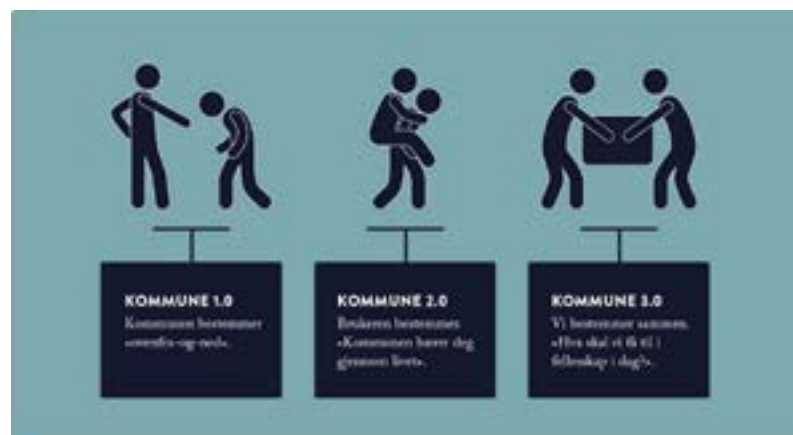 KOMMUNE 1.0
Kommunen bestemmer
«ovenfra-og-ned».
KOMMUNE 2.0
Brukeren bestemmer.
«Kommunen bærer deg
gjennom livet».
KOMMUNE 3.0
Vi bestemmer sammen.
«Hva skal vi få til i
fellesskap i dag?».